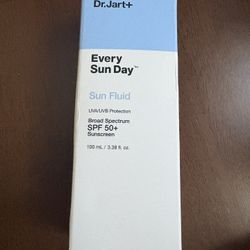 Dr.Jart+
Every
Sun Day™
Sun Fluid
UVA/UVB Protection
Broad Spectrum
SPF 50+
Sunscreen
100 mL / 3.38 fl. oz.